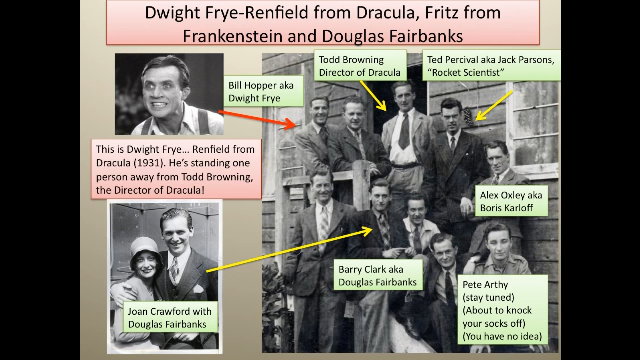 Dwight Frye-Renfield from Dracula, Fritz from
Frankenstein and Douglas Fairbanks
Bill Hopper aka
Dwight Frye
Todd Browning
Director of Dracula
Ted Percival aka Jack Parsons,
“Rocket Scientist”
This is Dwight Frye... Renfield from
Dracula (1931). He’s standing one
person away from Todd Browning,
the Director of Dracula!
Alex Oxley aka
Boris Karloff
Barry Clark aka
Douglas Fairbanks
Pete Arthy
(stay tuned)
(About to knock
your socks off)
(You have no idea)
Joan Crawford with
Douglas Fairbanks